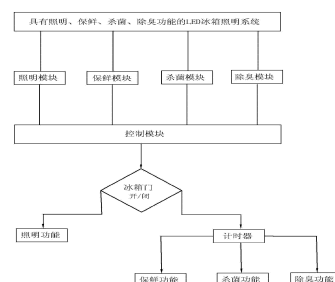 具有照明、保鲜、杀菌、除臭功能的LED冰箱照明系统
照明模块
保鲜模块
杀菌模块
除臭模块
控制模块
冰箱门
开/闭
照明功能
计时器
保鲜功能
杀菌功能
除臭功能